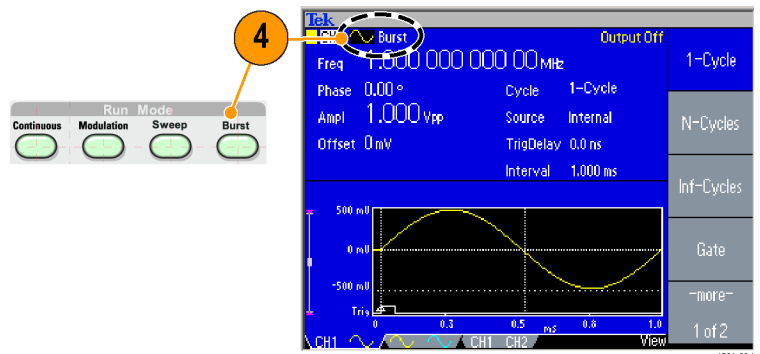 4
Run Mode
Continuous Modulation Sweep Burst
Tek
Burst Output Off
Freq 1.000 000 000 00 MHz
Phase 0.00 °
Ampl 1.000 Vpp
Offset 0 mV
Cycle 1-Cycle
Source Internal
TrigDelay 0.0 ns
Interval 1.000 ms
500 mV
0 mV
-500 mV
Trig
0 0.3 0.5 ms 0.8 1.0
CH1 CH1 CH2 View
1-Cycle
N-Cycles
Inf-Cycles
Gate
-more-
1 of 2